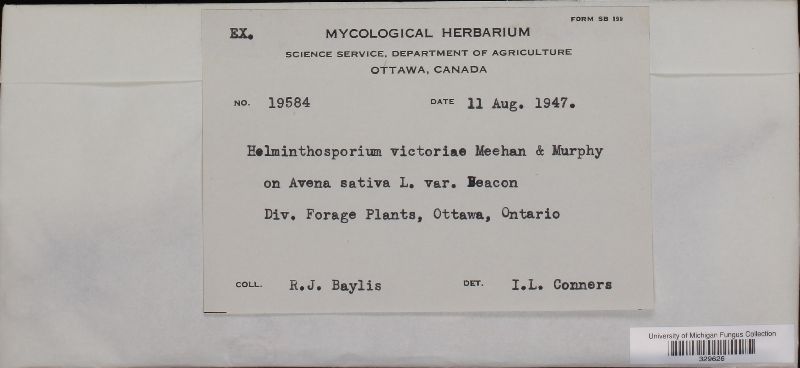 FORM SB 199
EX. MYCOLOGICAL HERBARIUM
SCIENCE SERVICE, DEPARTMENT OF AGRICULTURE
OTTAWA, CANADA
NO. 19584 DATE 11 Aug. 1947.
Helminthosporium victoriae Meehan & Murphy
on Avena sativa L. var. Beacon
Div. Forage Plants, Ottawa, Ontario
COLL. R.J. Baylis DET. I.L. Conners
University of Michigan Fungus Collection
329626